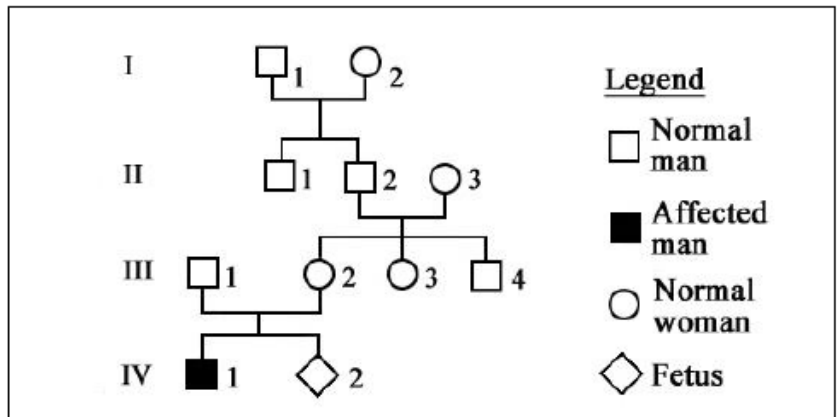 I
1
2
Legend
Normal
man
II
1
2
3
Affected
man
III
1
2
3
4
Normal
woman
IV
1
2
Fetus